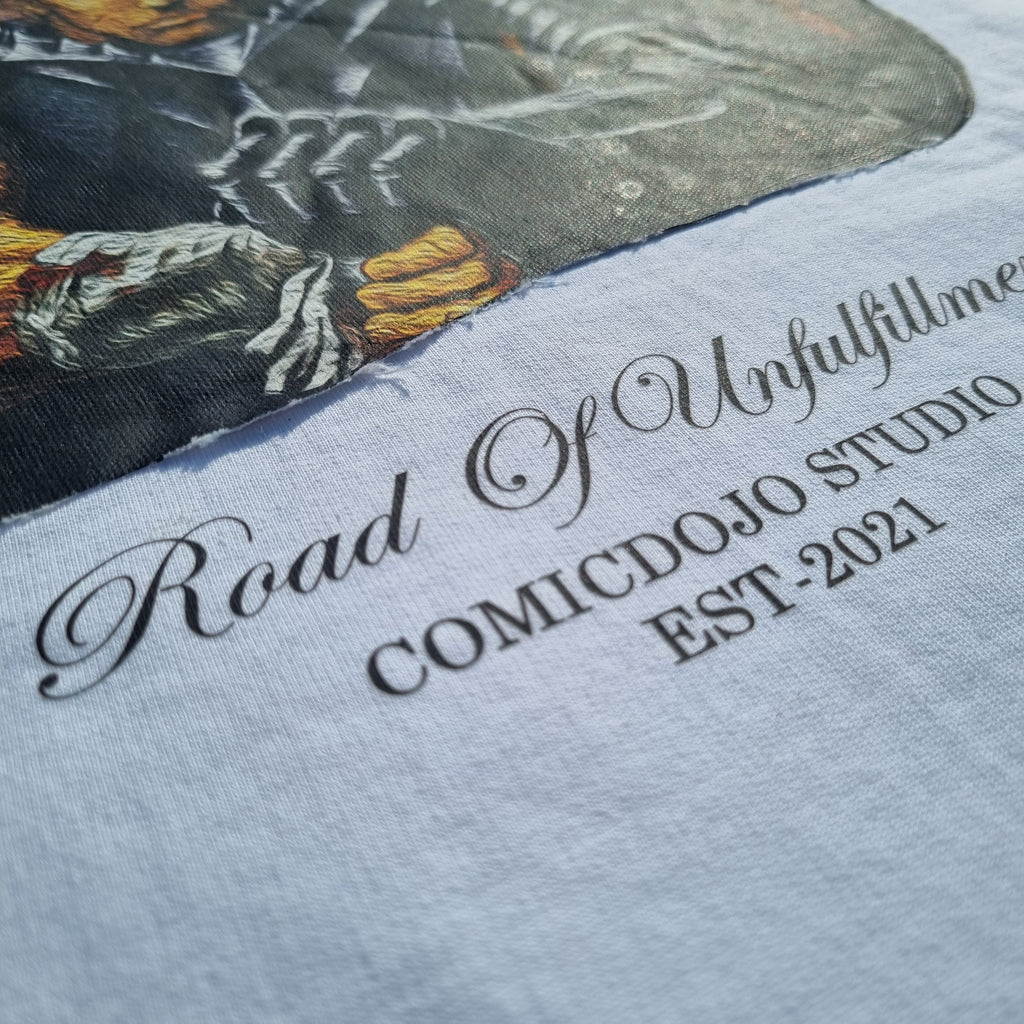 Road Of Unfulfillme
COMICDOJO STUDIO
EST-2021